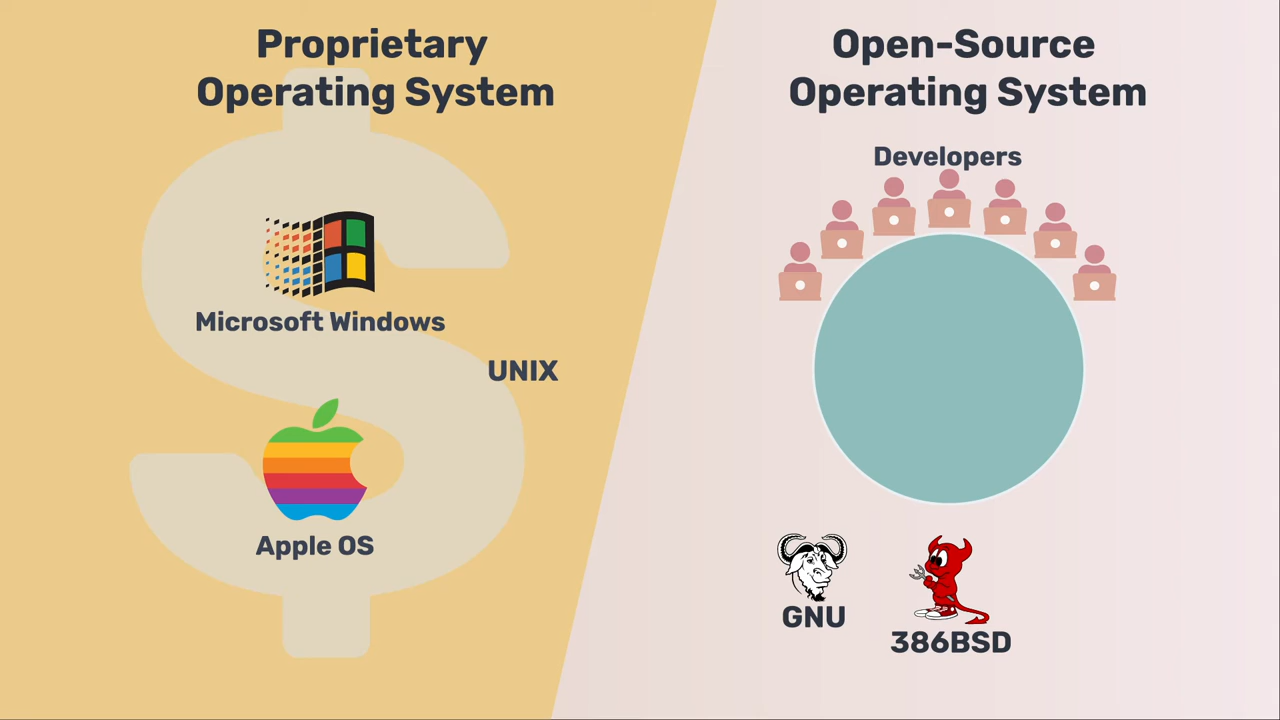 Proprietary
Operating System
Microsoft Windows
UNIX
Apple OS
Open-Source
Operating System
Developers
GNU
386BSD